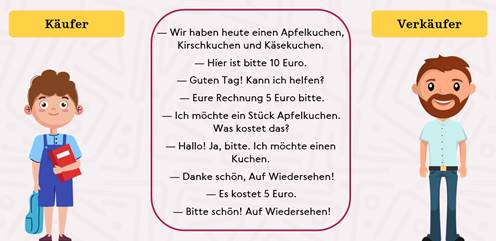 Käufer
Verkäufer
— Wir haben heute einen Apfelkuchen,
Kirschkuchen und Käsekuchen.
— Hier ist bitte 10 Euro.
— Guten Tag! Kann ich helfen?
— Eure Rechnung 5 Euro bitte.
— Ich möchte ein Stück Apfelkuchen.
Was kostet das?
— Hallo! Ja, bitte. Ich möchte einen
Kuchen.
— Danke schön, Auf Wiedersehen!
— Es kostet 5 Euro.
— Bitte schön! Auf Wiedersehen!